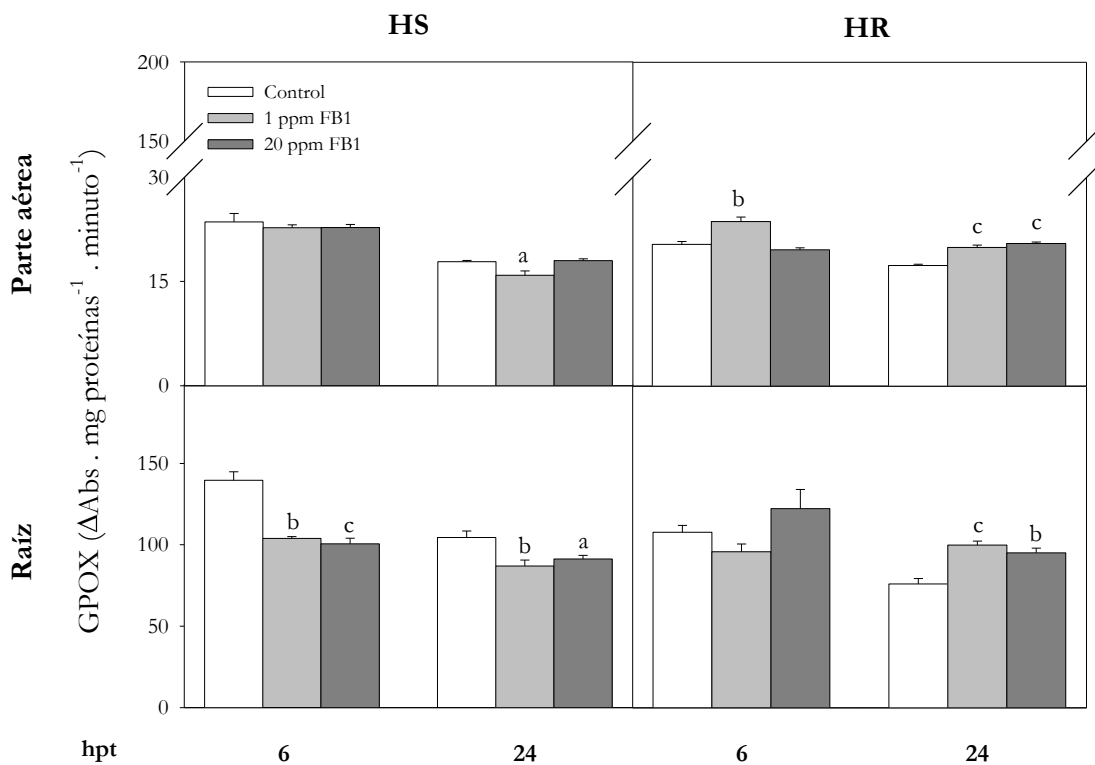 HS
HR
200
Control
1 ppm FB1
150
20 ppm FB1
30
b
c
c
a
15
0
Parte aérea
GPOX (ΔAbs . mg proteínas⁻¹ . minuto⁻¹
150
b
c
b
a
c
b
100
50
0
Raíz
hpt
6
24
6
24